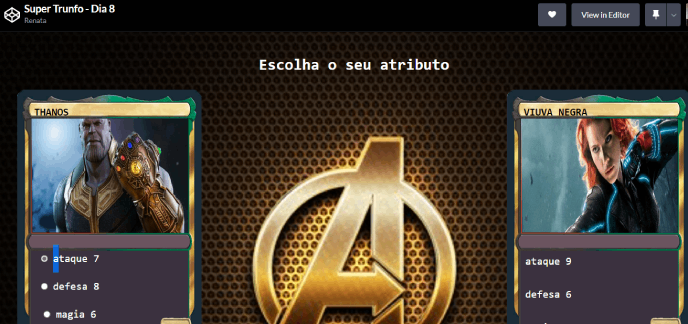 Super Trunfo - Dia 8
Renata
View in Editor
Escolha o seu atributo
THANOS
ataque 7
defesa 8
magia 6
VIUVA NEGRA
ataque 9
defesa 6